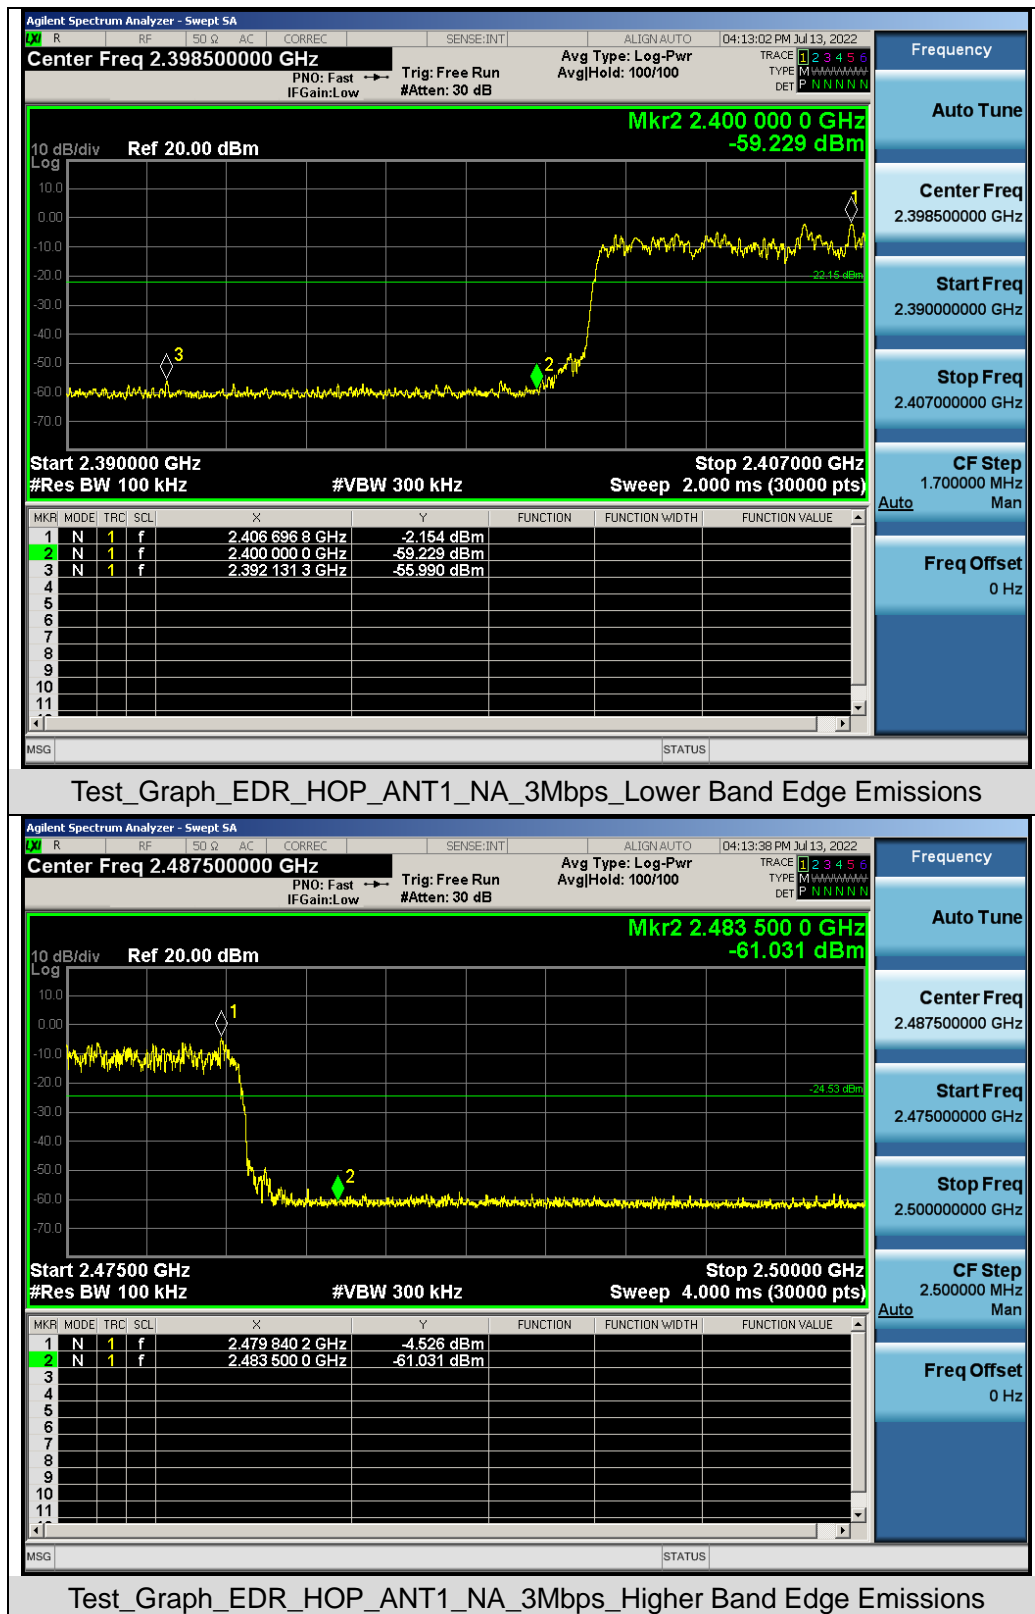 Agilent Spectrum Analyzer - Swept SA
LXI R RF 50 Ω AC CORREC SENSE:INT ALIGN AUTO 04:13:02 PM Jul 13, 2022
Center Freq 2.398500000 GHz
PNO: Fast
IFGain:Low
Trig: Free Run
#Atten: 30 dB
Avg Type: Log-Pwr
Avg|Hold: 100/100
TRACE 1 2 3 4 5 6
TYPE M
DET P N N N N N
Mkr2 2.400 000 0 GHz
-59.229 dBm
10 dB/div
Log
Ref 20.00 dBm
10.0
0.00
-10.0
-20.0
-30.0
-40.0
-50.0
-60.0
-70.0
1
2
3
-22.15 dBm
Start 2.390000 GHz
Stop 2.407000 GHz
#Res BW 100 kHz
#VBW 300 kHz
Sweep 2.000 ms (30000 pts)
MKR MODE TRC SCL X Y FUNCTION FUNCTION WIDTH FUNCTION VALUE
1 N 1 f 2.406 696 8 GHz -2.154 dBm
2 N 1 f 2.400 000 0 GHz -59.229 dBm
3 N 1 f 2.392 131 3 GHz -55.990 dBm
4
5
6
7
8
9
10
11
MSG
STATUS
Frequency
Auto Tune
Center Freq
2.398500000 GHz
Start Freq
2.390000000 GHz
Stop Freq
2.407000000 GHz
CF Step
1.700000 MHz
Auto Man
Freq Offset
0 Hz
Test_Graph_EDR_HOP_ANT1_NA_3Mbps_Lower Band Edge Emissions
Agilent Spectrum Analyzer - Swept SA
LXI R RF 50 Ω AC CORREC SENSE:INT ALIGN AUTO 04:13:38 PM Jul 13, 2022
Center Freq 2.487500000 GHz
PNO: Fast
IFGain:Low
Trig: Free Run
#Atten: 30 dB
Avg Type: Log-Pwr
Avg|Hold: 100/100
TRACE 1 2 3 4 5 6
TYPE M
DET P N N N N N
Mkr2 2.483 500 0 GHz
-61.031 dBm
10 dB/div
Log
Ref 20.00 dBm
10.0
0.00
-10.0
-20.0
-30.0
-40.0
-50.0
-60.0
-70.0
1
2
-24.53 dBm
Start 2.47500 GHz
Stop 2.50000 GHz
#Res BW 100 kHz
#VBW 300 kHz
Sweep 4.000 ms (30000 pts)
MKR MODE TRC SCL X Y FUNCTION FUNCTION WIDTH FUNCTION VALUE
1 N 1 f 2.479 840 2 GHz -4.526 dBm
2 N 1 f 2.483 500 0 GHz -61.031 dBm
3
4
5
6
7
8
9
10
11
MSG
STATUS
Frequency
Auto Tune
Center Freq
2.487500000 GHz
Start Freq
2.475000000 GHz
Stop Freq
2.500000000 GHz
CF Step
2.500000 MHz
Auto Man
Freq Offset
0 Hz
Test_Graph_EDR_HOP_ANT1_NA_3Mbps_Higher Band Edge Emissions